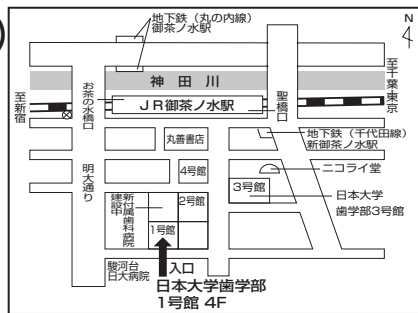 地下鉄（丸の内線）
御茶ノ水駅
N
至千葉東京
神田川
お茶の水橋口
聖橋口
JR御茶ノ水駅
至新宿
丸善書店
地下鉄（千代田線）
新御茶ノ水駅
明大通り
4号館
ニコライ堂
3号館
日本大学
歯学部3号館
新付属歯科病院
建設中
2号館
1号館
駿河台
日大病院
入口
日本大学歯学部
1号館 4F